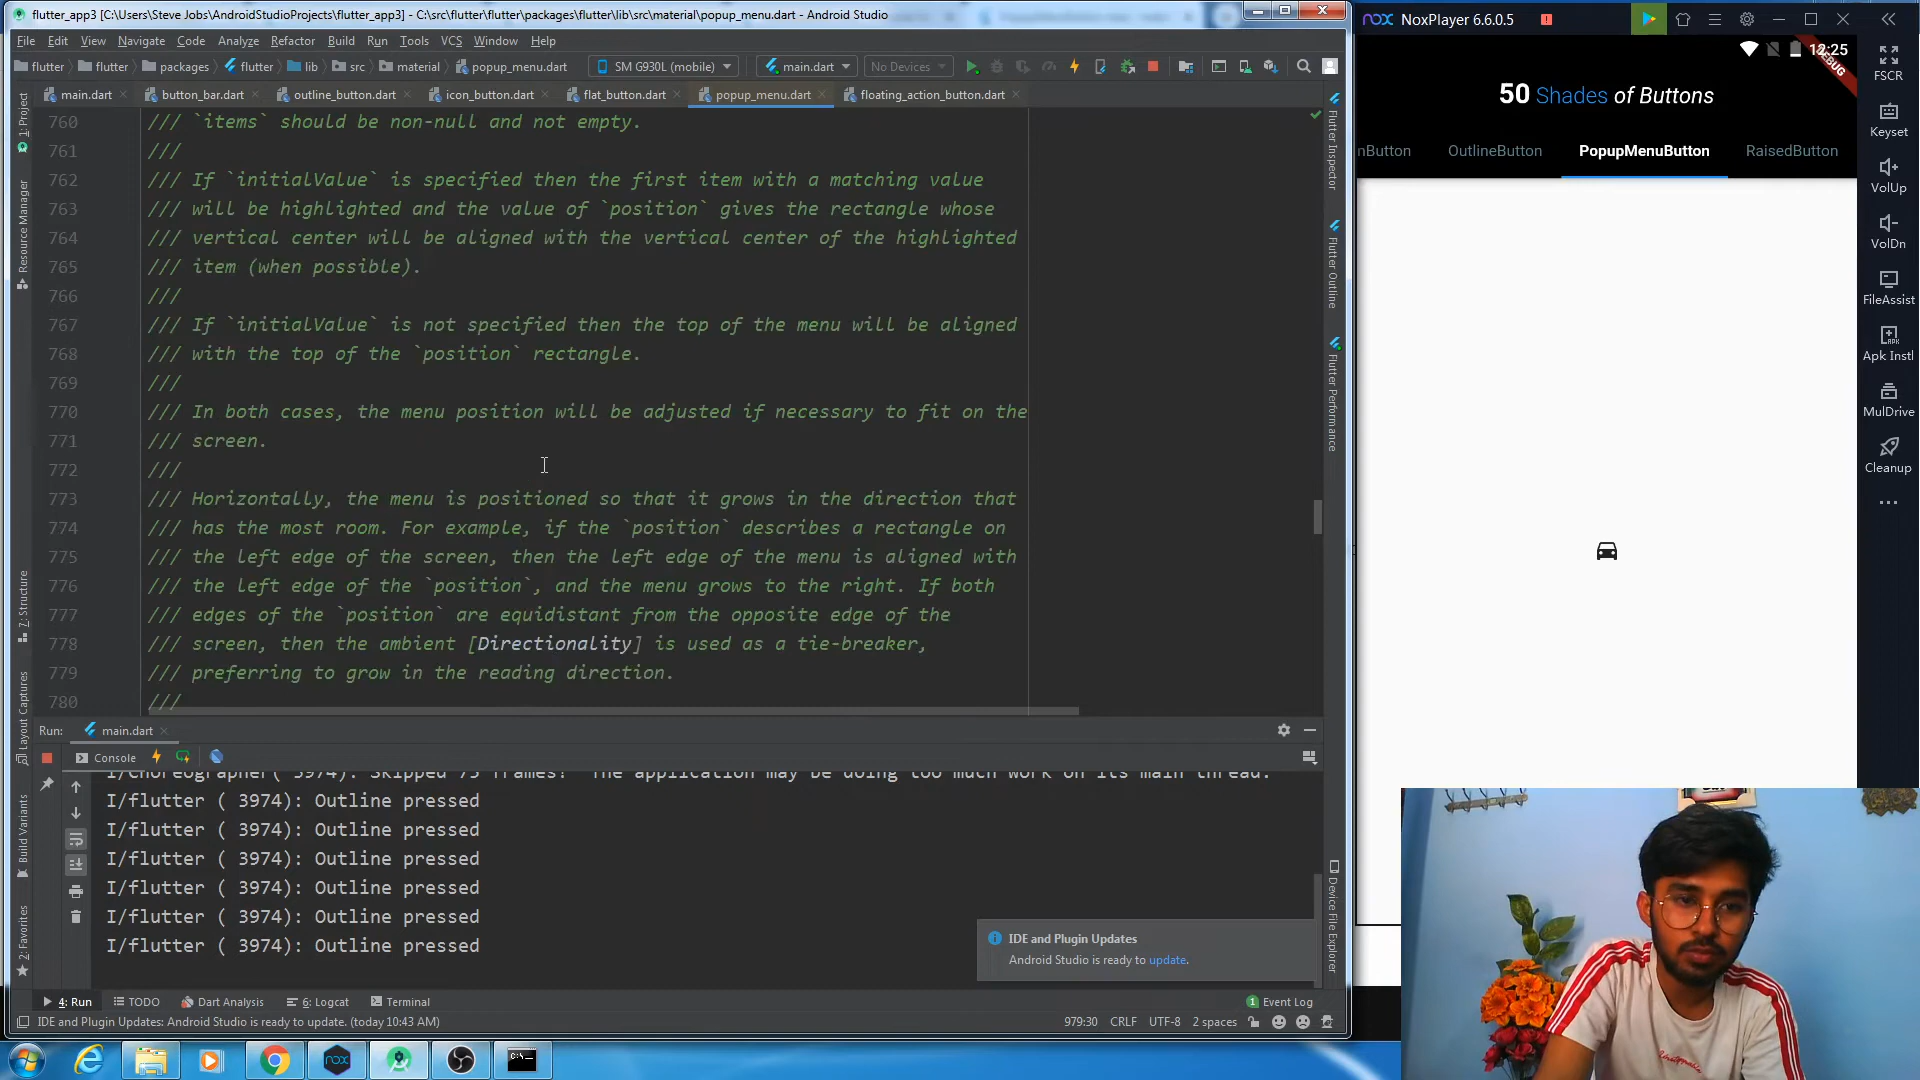 flutter_app3 [C:\Users\Steve Jobs\AndroidStudioProjects\flutter_app3] - C:\src\flutter\flutter\packages\flutter\lib\src\material\popup_menu.dart - Android Studio
File Edit View Navigate Code Analyze Refactor Build Run Tools VCS Window Help
flutter flutter packages flutter lib src material popup_menu.dart SM G930L (mobile) main.dart No Devices
main.dart button_bar.dart outline_button.dart icon_button.dart flat_button.dart popup_menu.dart floating_action_button.dart
760 /// `items` should be non-null and not empty.
761 ///
762 /// If `initialValue` is specified then the first item with a matching value
763 /// will be highlighted and the value of `position` gives the rectangle whose
764 /// vertical center will be aligned with the vertical center of the highlighted
765 /// item (when possible).
766 ///
767 /// If `initialValue` is not specified then the top of the menu will be aligned
768 /// with the top of the `position` rectangle.
769 ///
770 /// In both cases, the menu position will be adjusted if necessary to fit on the
771 /// screen.
772 ///
773 /// Horizontally, the menu is positioned so that it grows in the direction that
774 /// has the most room. For example, if the `position` describes a rectangle on
775 /// the left edge of the screen, then the left edge of the menu is aligned with
776 /// the left edge of the `position`, and the menu grows to the right. If both
777 /// edges of the `position` are equidistant from the opposite edge of the
778 /// screen, then the ambient [Directionality] is used as a tie-breaker,
779 /// preferring to grow in the reading direction.
780 ///
1: Project
Resource Manager
7: Structure
Layout Captures
Build Variants
2: Favorites
Flutter Inspector
Flutter Outline
Flutter Performance
Device File Explorer
Run: main.dart
Console
I/Choreographer( 3974): Skipped 75 frames! The application may be doing too much work on its main thread.
I/flutter ( 3974): Outline pressed
I/flutter ( 3974): Outline pressed
I/flutter ( 3974): Outline pressed
I/flutter ( 3974): Outline pressed
I/flutter ( 3974): Outline pressed
I/flutter ( 3974): Outline pressed
IDE and Plugin Updates
Android Studio is ready to update.
4: Run TODO Dart Analysis 6: Logcat Terminal 1 Event Log
IDE and Plugin Updates: Android Studio is ready to update. (today 10:43 AM) 979:30 CRLF UTF-8 2 spaces
nox NoxPlayer 6.6.0.5
12:25
DEBUG
50 Shades of Buttons
nButton OutlineButton PopupMenuButton RaisedButton
FSCR
Keyset
VolUp
VolDn
FileAssist
Apk Instl
MulDrive
Cleanup
nox